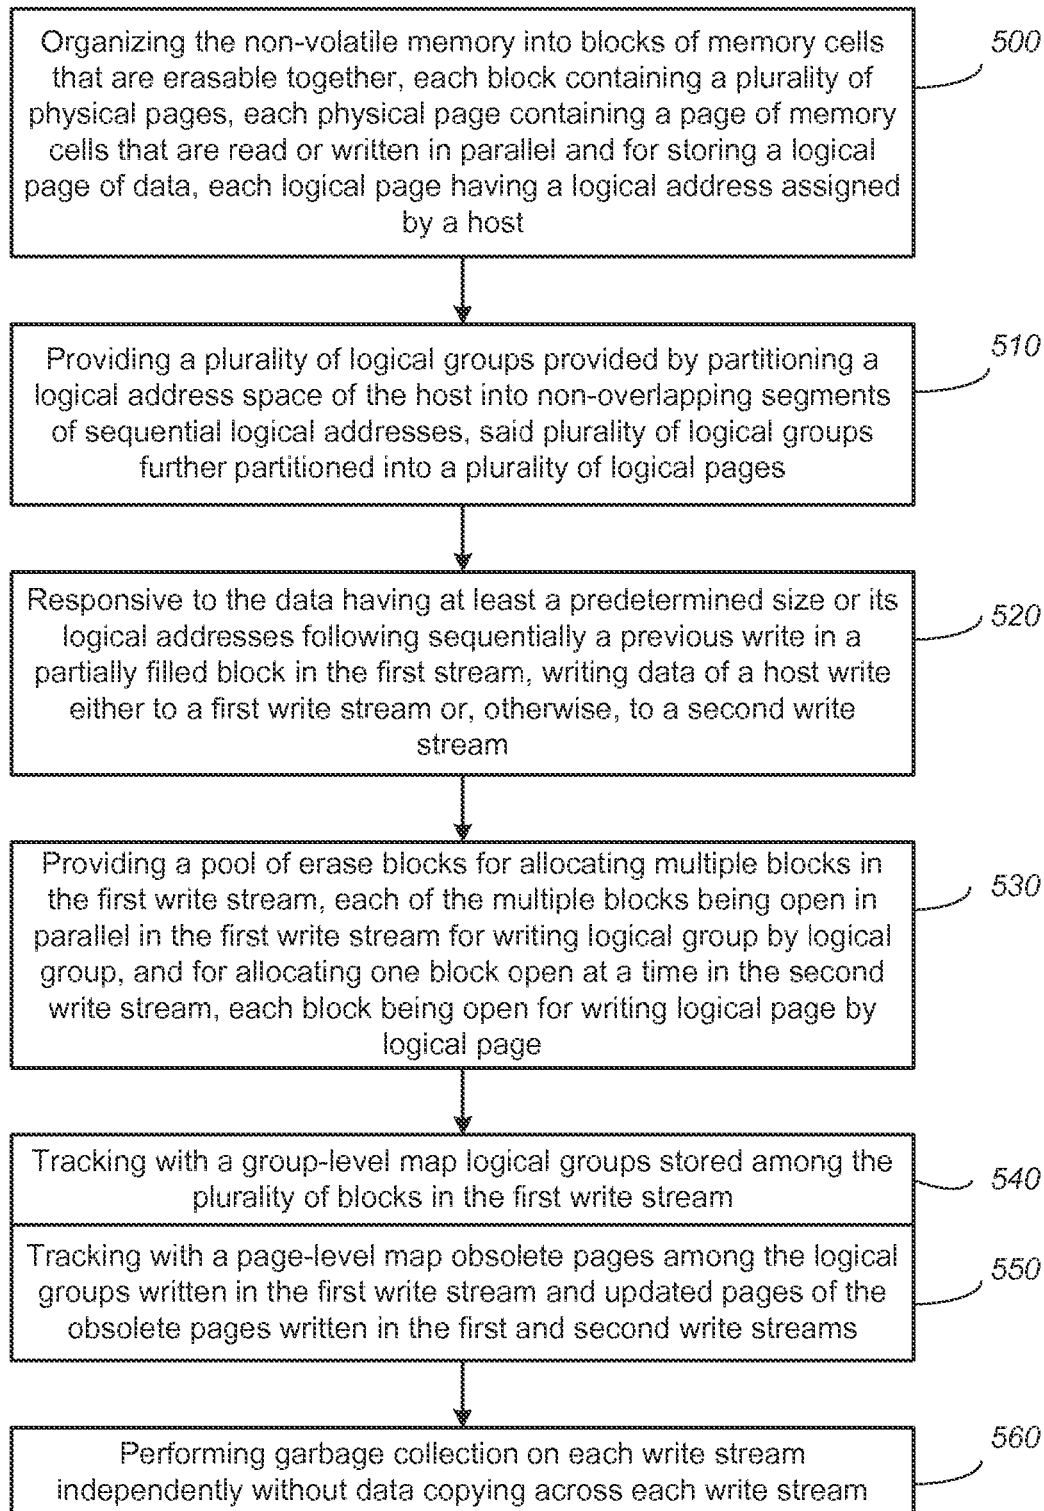 Organizing the non-volatile memory into blocks of memory cells
that are erasable together, each block containing a plurality of
physical pages, each physical page containing a page of memory
cells that are read or written in parallel and for storing a logical
page of data, each logical page having a logical address assigned
by a host
500
Providing a plurality of logical groups provided by partitioning a
logical address space of the host into non-overlapping segments
of sequential logical addresses, said plurality of logical groups
further partitioned into a plurality of logical pages
510
Responsive to the data having at least a predetermined size or its
logical addresses following sequentially a previous write in a
partially filled block in the first stream, writing data of a host write
either to a first write stream or, otherwise, to a second write
stream
520
Providing a pool of erase blocks for allocating multiple blocks in
the first write stream, each of the multiple blocks being open in
parallel in the first write stream for writing logical group by logical
group, and for allocating one block open at a time in the second
write stream, each block being open for writing logical page by
logical page
530
Tracking with a group-level map logical groups stored among the
plurality of blocks in the first write stream
540
Tracking with a page-level map obsolete pages among the logical
groups written in the first write stream and updated pages of the
obsolete pages written in the first and second write streams
550
Performing garbage collection on each write stream
independently without data copying across each write stream
560